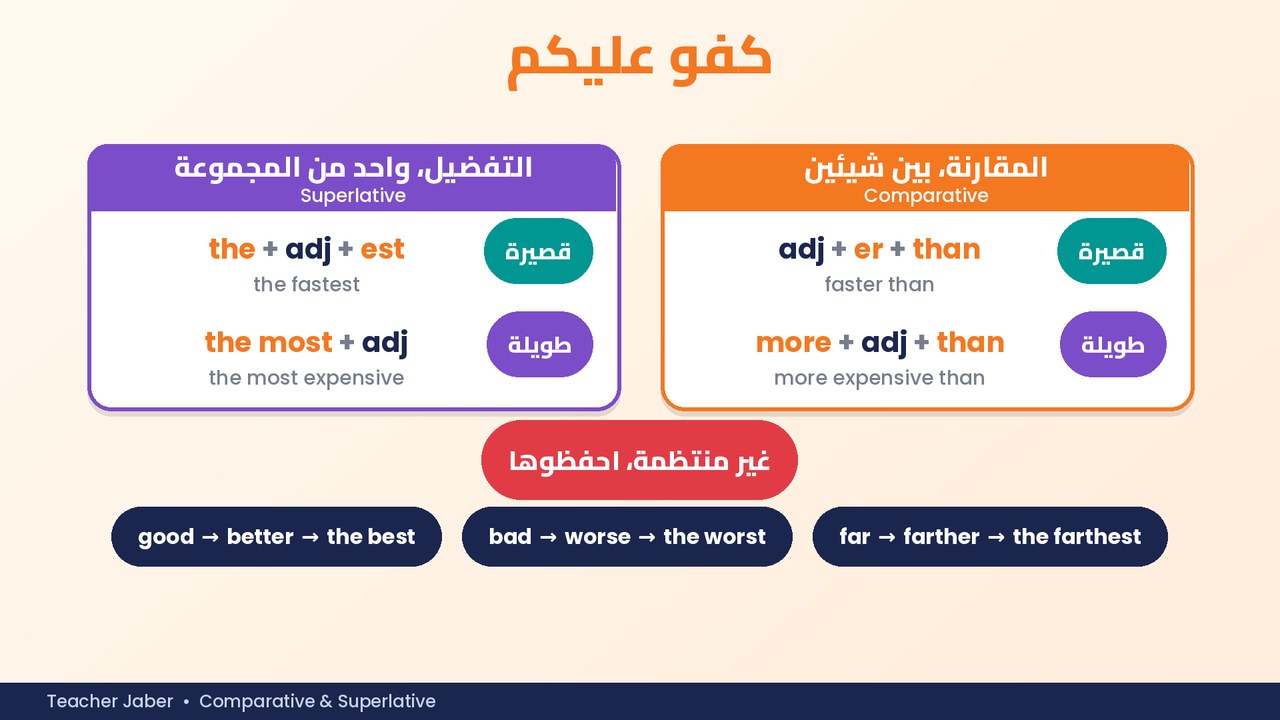 كفو عليكم
المقارنة، بين شيئين
Comparative
قصيرة
adj + er + than
faster than
طويلة
more + adj + than
more expensive than
التفضيل، واحد من المجموعة
Superlative
قصيرة
the + adj + est
the fastest
طويلة
the most + adj
the most expensive
غير منتظمة، احفظوها
good → better → the best
bad → worse → the worst
far → farther → the farthest
Teacher Jaber • Comparative & Superlative